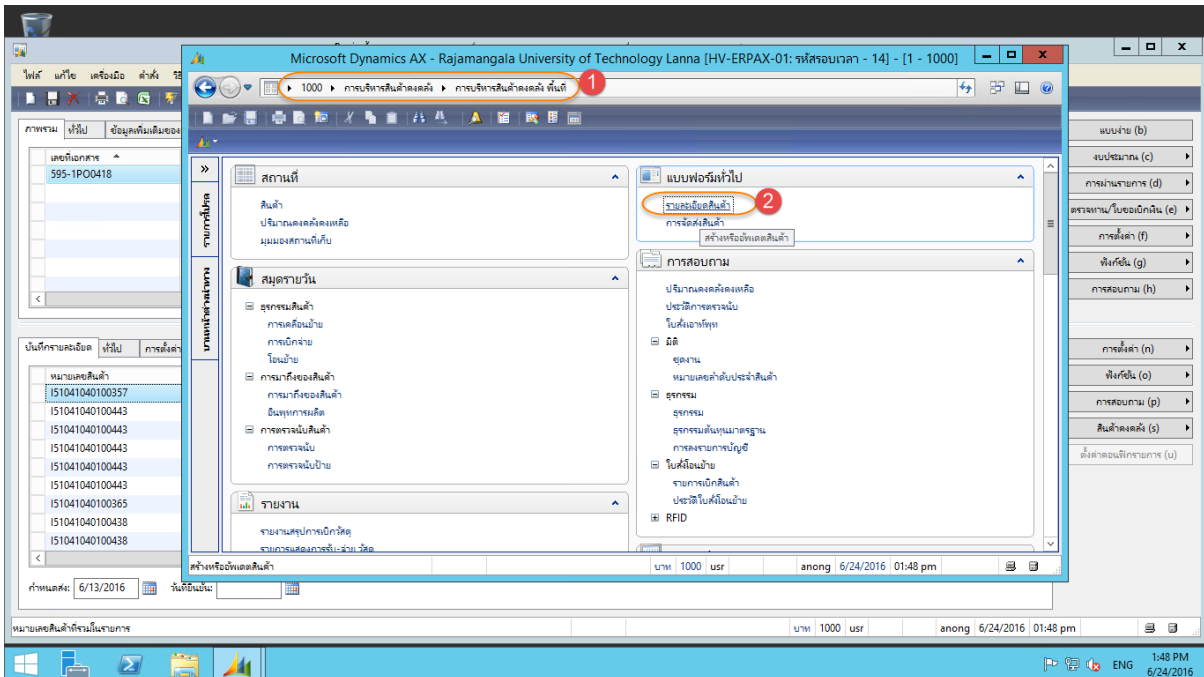 Microsoft Dynamics AX - Rajamangala University of Technology Lanna [HV-ERPAX-01: รหัสรอบเวลา - 14] - [1 - 1000]
ไฟล์ แก้ไข เครื่องมือ คำสั่ง
1000 ▸ การบริหารสินค้าคงคลัง ▸ การบริหารสินค้าคงคลัง พื้นที่
1
ภาพรวม ทั่วไป ข้อมูลเพิ่มเติมของ
เลขที่เอกสาร
595-1PO0418
รายการโปรด
บานหน้าต่างนำทาง
สถานที่
สินค้า
ปริมาณคงคลังคงเหลือ
มุมมองสถานที่เก็บ
สมุดรายวัน
ธุรกรรมสินค้า
การเคลื่อนย้าย
การเบิกจ่าย
โอนย้าย
การมาถึงของสินค้า
การมาถึงของสินค้า
อินพุทการผลิต
การตรวจนับสินค้า
การตรวจนับ
การตรวจนับป้าย
รายงาน
รายงานสรุปการเบิกวัสดุ
รายการแสดงการรับ-จ่าย วัสดุ
แบบฟอร์มทั่วไป
รายละเอียดสินค้า
2
การจัดส่งสินค้า
สร้างหรืออัพเดตสินค้า
การสอบถาม
ปริมาณคงคลังคงเหลือ
ประวัติการตรวจนับ
ใบสั่งเอาท์พุท
มิติ
ชุดงาน
หมายเลขลำดับประจำสินค้า
ธุรกรรม
ธุรกรรม
ธุรกรรมต้นทุนมาตรฐาน
การลงรายการบัญชี
ใบสั่งโอนย้าย
รายการเบิกสินค้า
ประวัติใบสั่งโอนย้าย
RFID
สร้างหรืออัพเดตสินค้า
บาท 1000 usr anong 6/24/2016 01:48 pm
แบบง่าย (b)
งบประมาณ (c)
การผ่านรายการ (d)
ตรวจทาน/ใบขอเบิกเงิน (e)
การตั้งค่า (f)
ฟังก์ชัน (g)
การสอบถาม (h)
บันทึกรายละเอียด ทั่วไป การตั้งค่า
หมายเลขสินค้า
I51041040100357
I51041040100443
I51041040100443
I51041040100443
I51041040100443
I51041040100443
I51041040100365
I51041040100438
I51041040100438
การตั้งค่า (n)
ฟังก์ชัน (o)
การสอบถาม (p)
สินค้าคงคลัง (s)
ตั้งค่าคอนฟิกรายการ (u)
กำหนดส่ง: 6/13/2016 วันที่ยืนยัน:
หมายเลขสินค้าที่รวมในรายการ
บาท 1000 usr anong 6/24/2016 01:48 pm
ENG
1:48 PM
6/24/2016